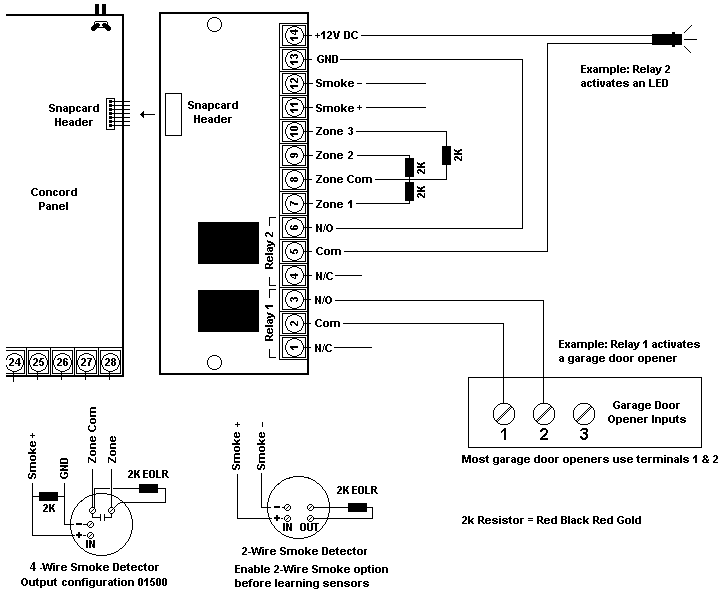 Snapcard
Header
Concord
Panel
24 25 26 27 28
Snapcard
Header
Relay 2
Relay 1
14 +12V DC
13 GND
12 Smoke -
11 Smoke +
10 Zone 3
9 Zone 2
8 Zone Com
7 Zone 1
6 N/O
5 Com
4 N/C
3 N/O
2 Com
1 N/C
2K
2K
2K
Example: Relay 2
activates an LED
Example: Relay 1 activates
a garage door opener
Garage Door
Opener Inputs
1 2 3
Most garage door openers use terminals 1 & 2
2k Resistor = Red Black Red Gold
Smoke +
GND
Zone Com
Zone
2K EOLR
2K
-
+
IN
4 -Wire Smoke Detector
Output configuration 01500
Smoke +
Smoke -
2K EOLR
-
+
IN OUT
2-Wire Smoke Detector
Enable 2-Wire Smoke option
before learning sensors